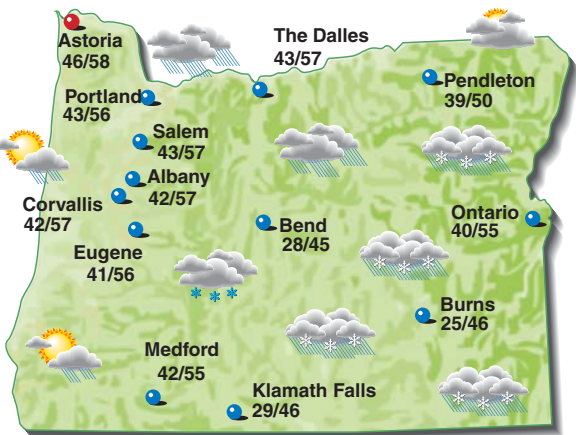 Astoria
46/58
The Dalles
43/57
Pendleton
39/50
Portland
43/56
Salem
43/57
Albany
42/57
Corvallis
42/57
Eugene
41/56
Bend
28/45
Ontario
40/55
Burns
25/46
Medford
42/55
Klamath Falls
29/46